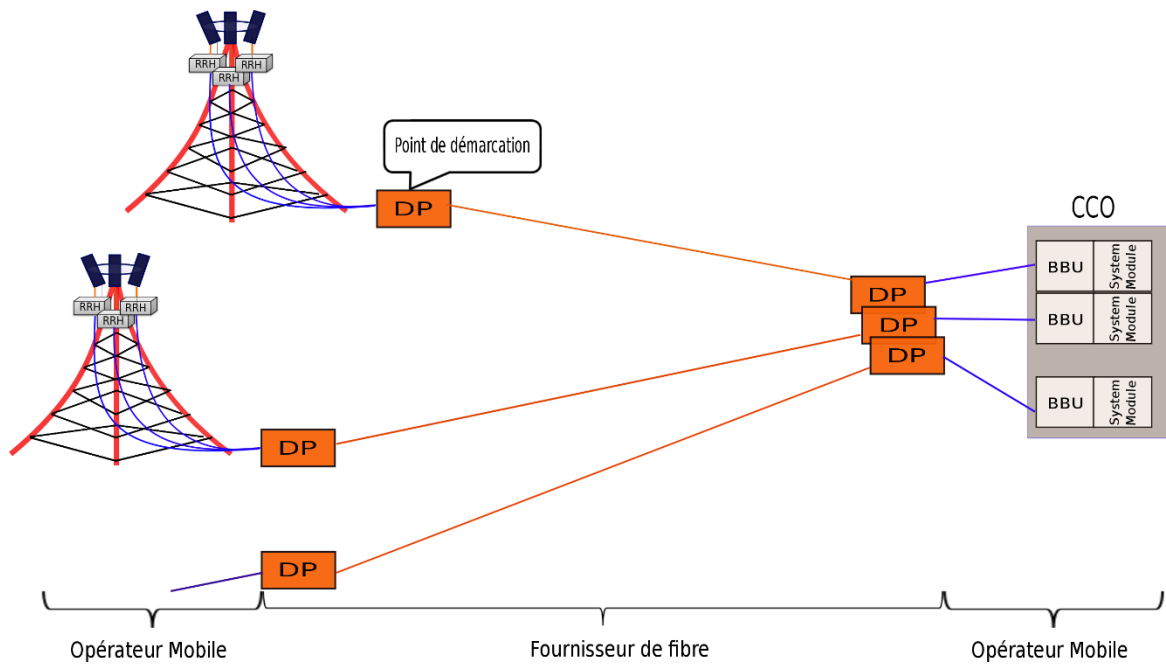 RRH
RRH
RRH
Point de démarcation
DP
CCO
RRH
RRH
RRH
DP
DP
DP
BBU
System
Module
BBU
System
Module
BBU
System
Module
DP
DP
Opérateur Mobile
Fournisseur de fibre
Opérateur Mobile